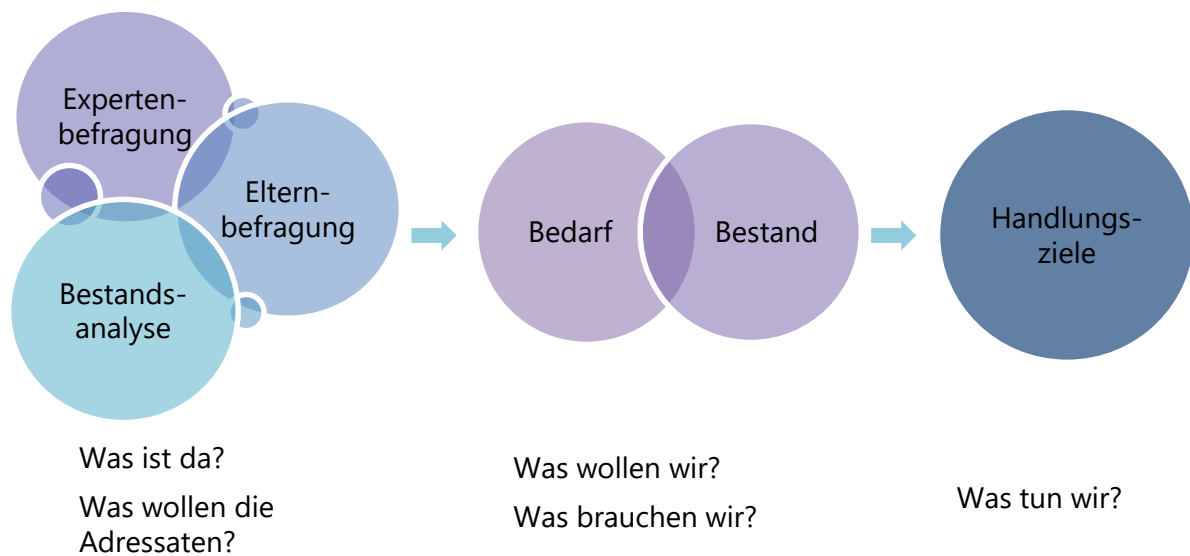 Experten-
befragung
Eltern-
befragung
Bestands-
analyse
Bedarf
Bestand
Handlungs-
ziele
Was ist da?
Was wollen die
Adressaten?
Was wollen wir?
Was brauchen wir?
Was tun wir?